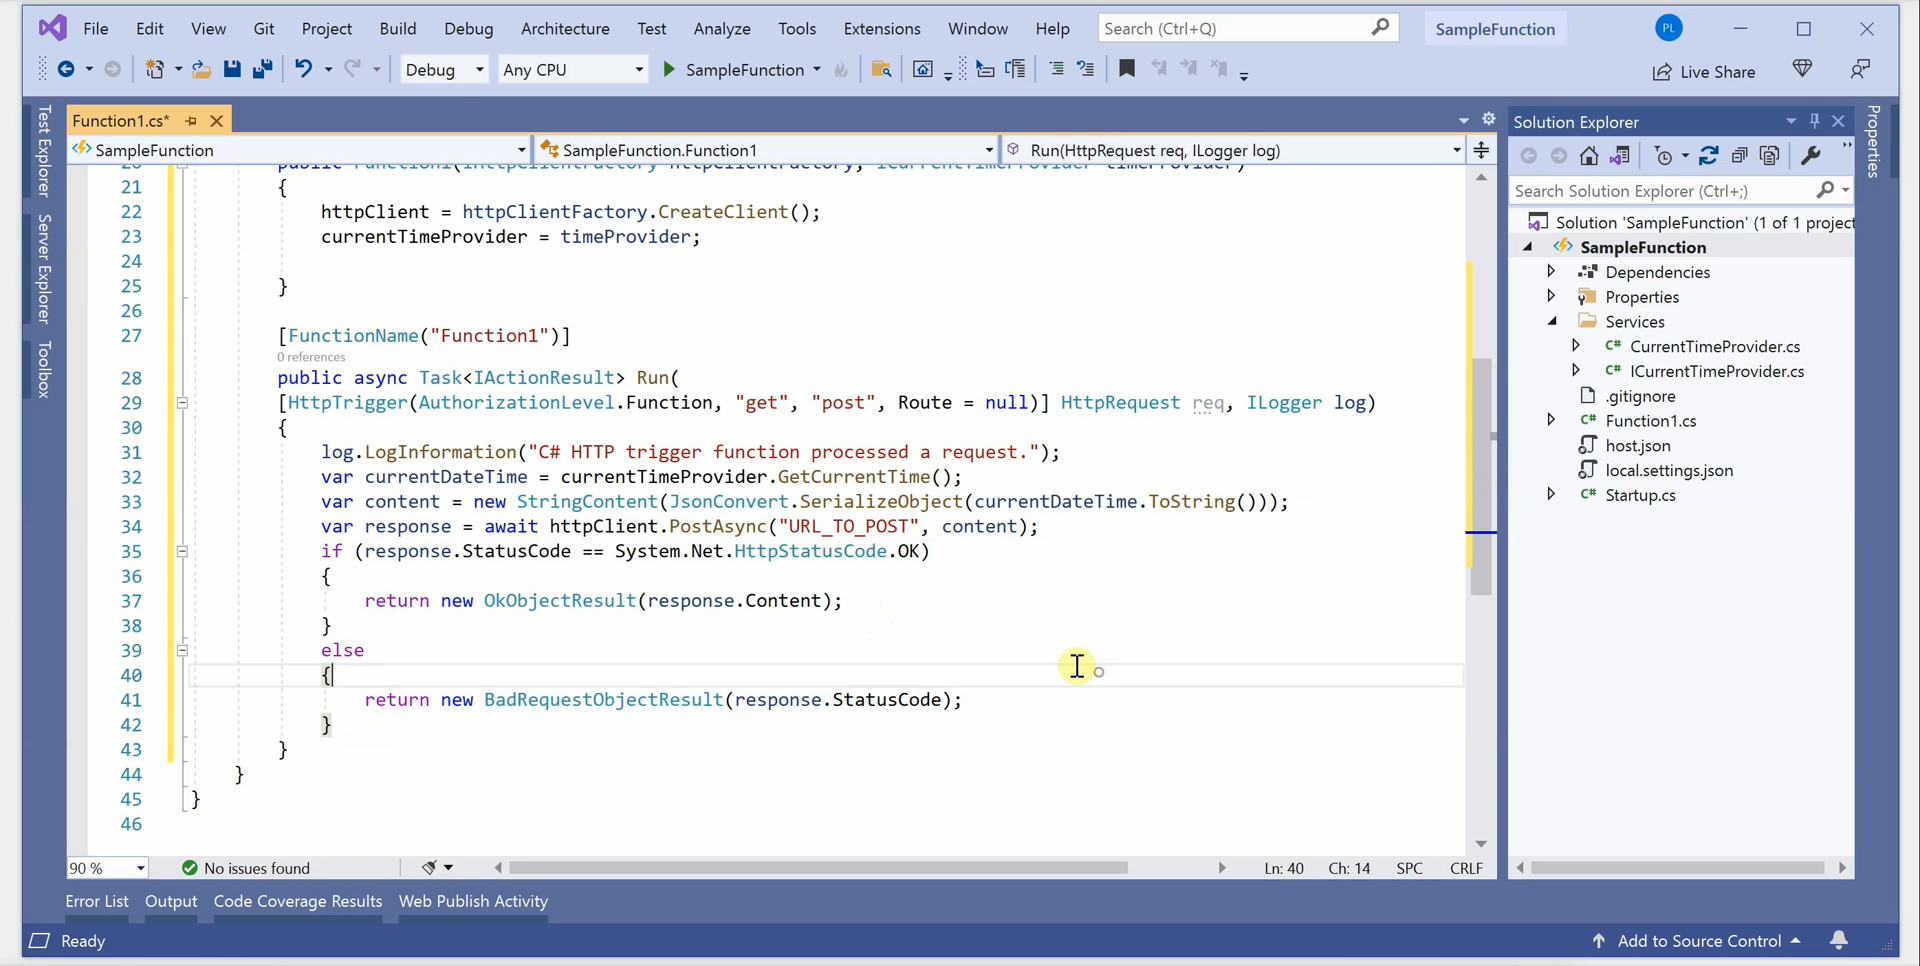 File Edit View Git Project Build Debug Architecture Test Analyze Tools Extensions Window Help Search (Ctrl+Q) SampleFunction PL
Debug Any CPU SampleFunction Live Share
Test Explorer
Server Explorer
Toolbox
Function1.cs*
SampleFunction SampleFunction.Function1 Run(HttpRequest req, ILogger log)
20 public Function1(IHttpClientFactory httpClientFactory, ICurrentTimeProvider timeProvider)
21 {
22 httpClient = httpClientFactory.CreateClient();
23 currentTimeProvider = timeProvider;
24
25 }
26
27 [FunctionName("Function1")]
0 references
28 public async Task<IActionResult> Run(
29 [HttpTrigger(AuthorizationLevel.Function, "get", "post", Route = null)] HttpRequest req, ILogger log)
30 {
31 log.LogInformation("C# HTTP trigger function processed a request.");
32 var currentDateTime = currentTimeProvider.GetCurrentTime();
33 var content = new StringContent(JsonConvert.SerializeObject(currentDateTime.ToString()));
34 var response = await httpClient.PostAsync("URL_TO_POST", content);
35 if (response.StatusCode == System.Net.HttpStatusCode.OK)
36 {
37 return new OkObjectResult(response.Content);
38 }
39 else
40 {
41 return new BadRequestObjectResult(response.StatusCode);
42 }
43 }
44 }
45 }
46
90 % No issues found Ln: 40 Ch: 14 SPC CRLF
Solution Explorer
Search Solution Explorer (Ctrl+;)
Solution 'SampleFunction' (1 of 1 project
SampleFunction
Dependencies
Properties
Services
C# CurrentTimeProvider.cs
C# ICurrentTimeProvider.cs
.gitignore
C# Function1.cs
host.json
local.settings.json
C# Startup.cs
Properties
Error List Output Code Coverage Results Web Publish Activity
Ready Add to Source Control